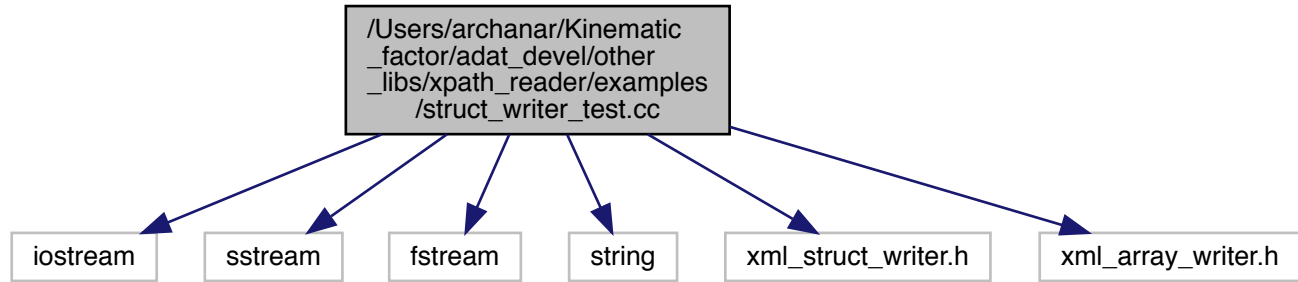 /Users/archanar/Kinematic
_factor/adat_devel/other
_libs/xpath_reader/examples
/struct_writer_test.cc
iostream
sstream
fstream
string
xml_struct_writer.h
xml_array_writer.h